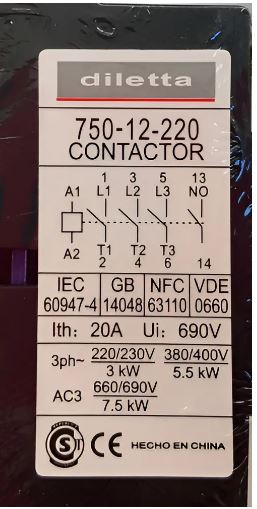 diletta
750-12-220
CONTACTOR
1 3 5 13
A1 L1 L2 L3 NO
A2 T1 T2 T3
2 4 6 14
IEC GB NFC VDE
60947-4 14048 63110 0660
Ith: 20A Ui: 690V
3ph~ 220/230V 380/400V
3 kW 5.5 kW
AC3 660/690V
7.5 kW
S CE HECHO EN CHINA